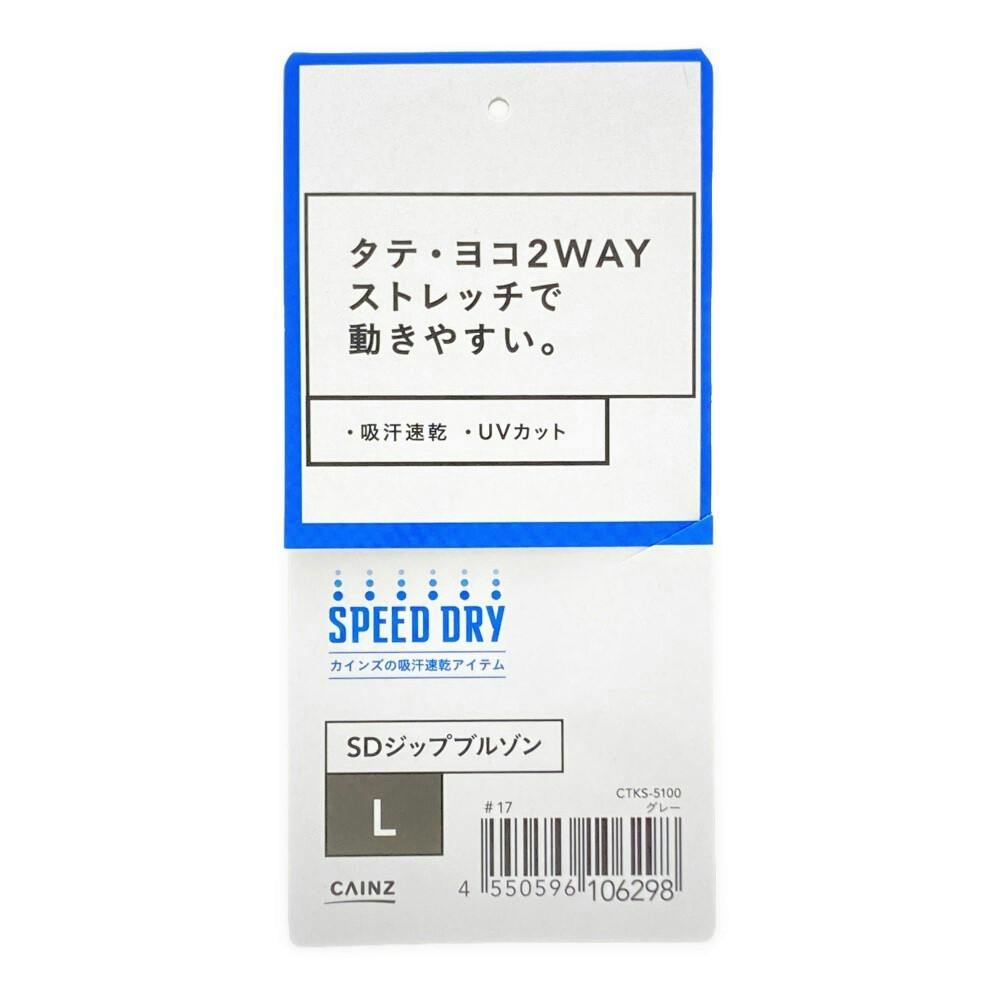 タテ・ヨコ2WAY
ストレッチで
動きやすい。
・吸汗速乾 ・UVカット
SPEED DRY
カインズの吸汗速乾アイテム
SDジップブルゾン
L
CTKS-5100
#17 グレー
4 550596 106298
CAINZ